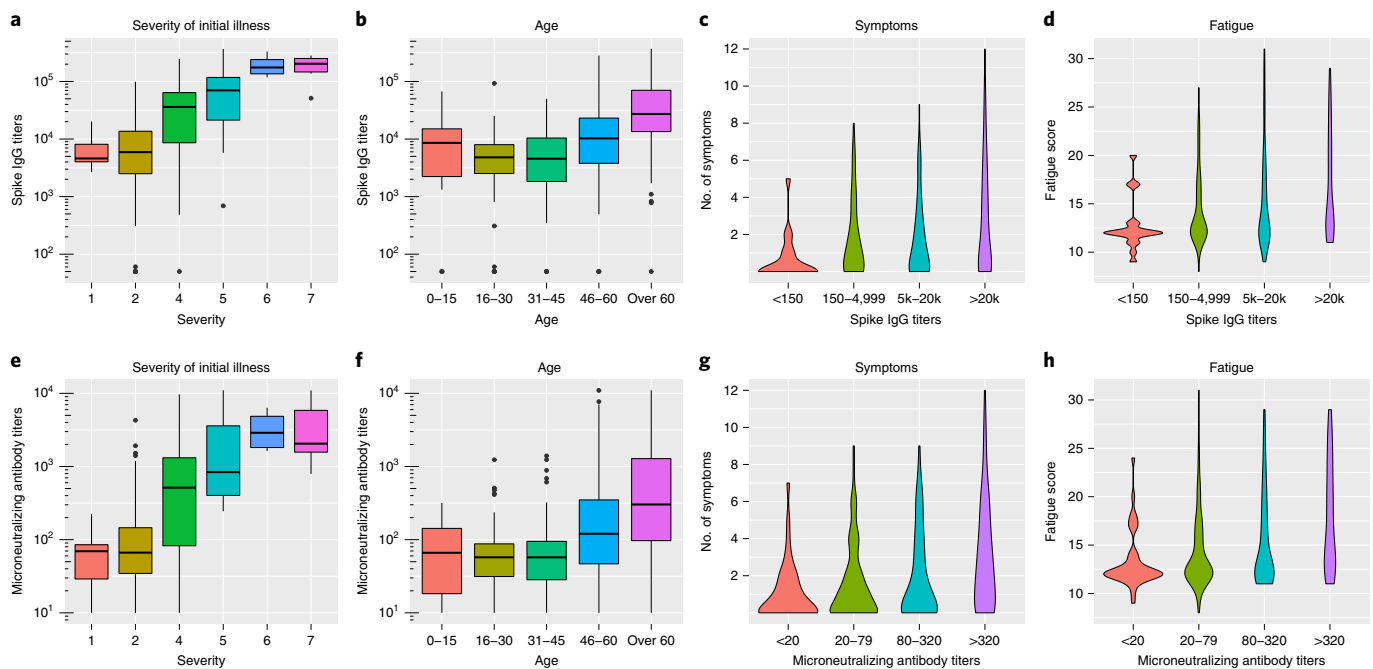 a
Severity of initial illness
Spike IgG titers
10^5
10^4
10^3
10^2
1 2 4 5 6 7
Severity
b
Age
Spike IgG titers
10^5
10^4
10^3
10^2
0–15 16–30 31–45 46–60 Over 60
Age
c
Symptoms
No. of symptoms
12
10
8
6
4
2
<150 150–4,999 5k–20k >20k
Spike IgG titers
d
Fatigue
Fatigue score
30
25
20
15
10
<150 150–4,999 5k–20k >20k
Spike IgG titers
e
Severity of initial illness
Microneutralizing antibody titers
10^4
10^3
10^2
10^1
1 2 4 5 6 7
Severity
f
Age
Microneutralizing antibody titers
10^4
10^3
10^2
10^1
0–15 16–30 31–45 46–60 Over 60
Age
g
Symptoms
No. of symptoms
12
10
8
6
4
2
<20 20–79 80–320 >320
Microneutralizing antibody titers
h
Fatigue
Fatigue score
30
25
20
15
10
<20 20–79 80–320 >320
Microneutralizing antibody titers